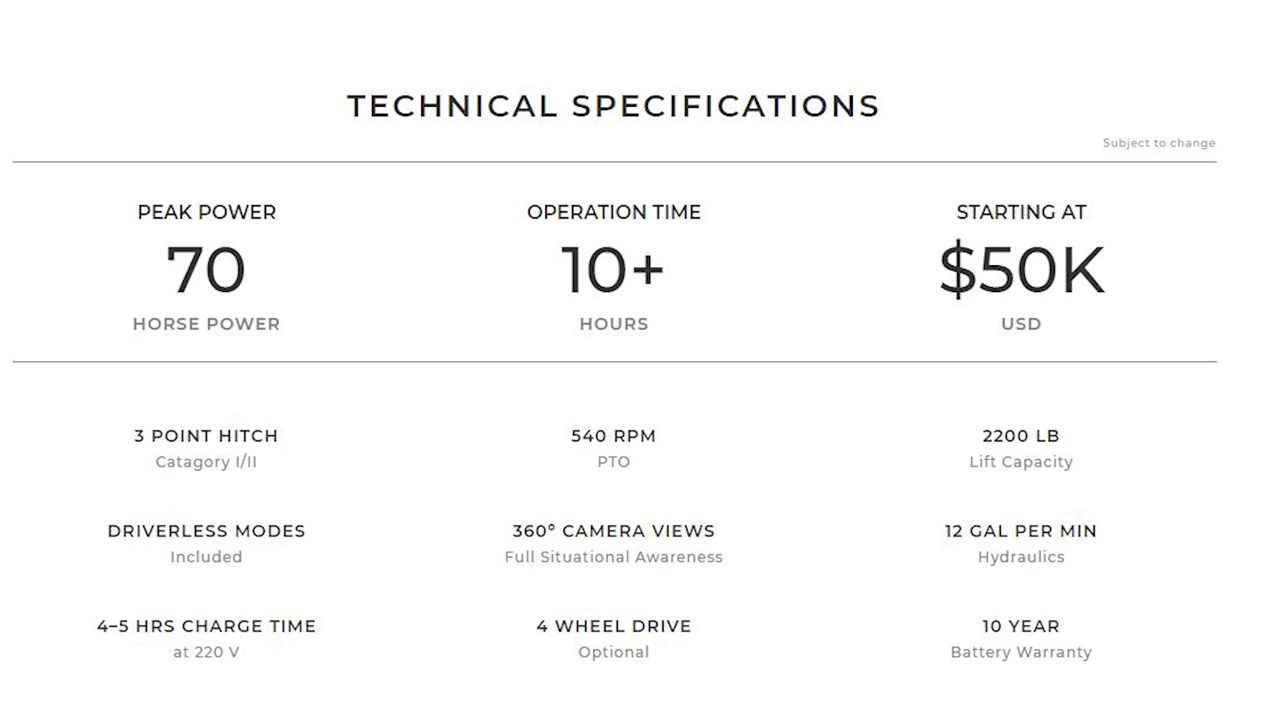 TECHNICAL SPECIFICATIONS
Subject to change
PEAK POWER
OPERATION TIME
STARTING AT
70
10+
$50K
HORSE POWER
HOURS
USD
3 POINT HITCH
540 RPM
2200 LB
Catagory I/II
PTO
Lift Capacity
DRIVERLESS MODES
360° CAMERA VIEWS
12 GAL PER MIN
Included
Full Situational Awareness
Hydraulics
4–5 HRS CHARGE TIME
4 WHEEL DRIVE
10 YEAR
at 220 V
Optional
Battery Warranty